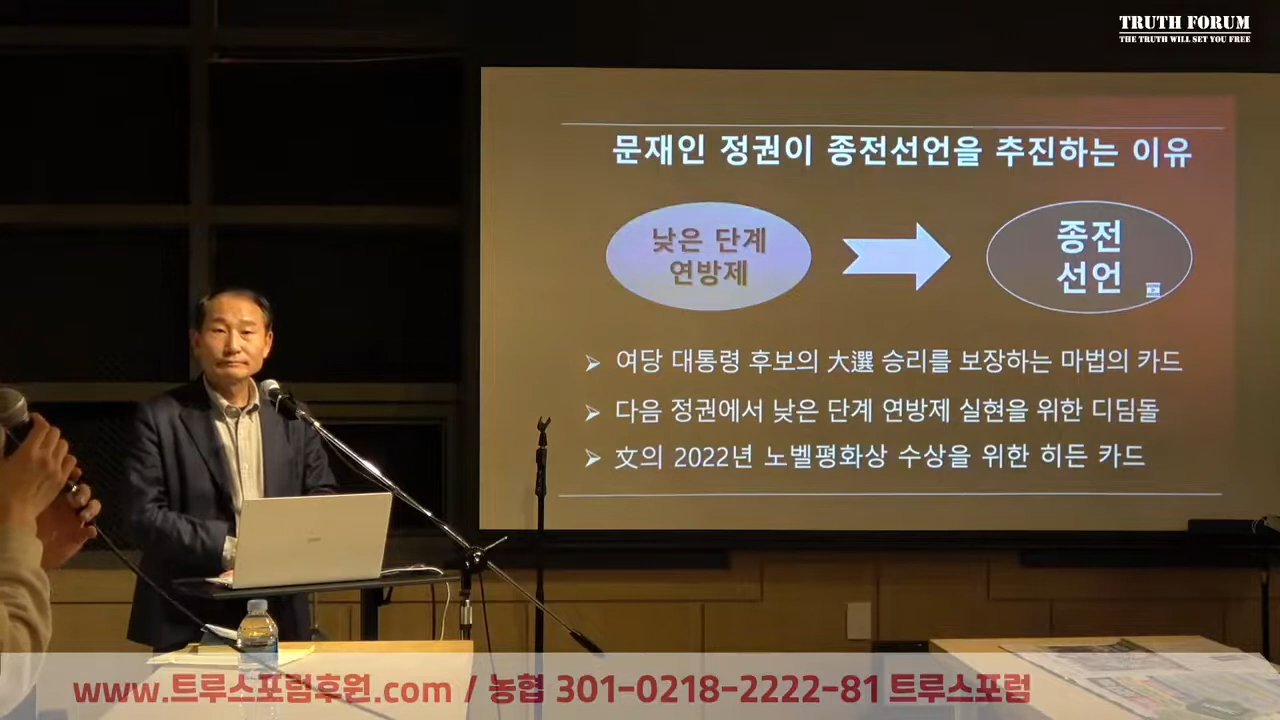 TRUTH FORUM
THE TRUTH WILL SET YOU FREE
문재인 정권이 종전선언을 추진하는 이유
낮은 단계
연방제
종전
선언
여당 대통령 후보의 大選 승리를 보장하는 마법의 카드
다음 정권에서 낮은 단계 연방제 실현을 위한 디딤돌
文의 2022년 노벨평화상 수상을 위한 히든 카드
www.트루스포럼후원.com / 농협 301-0218-2222-81 트루스포럼